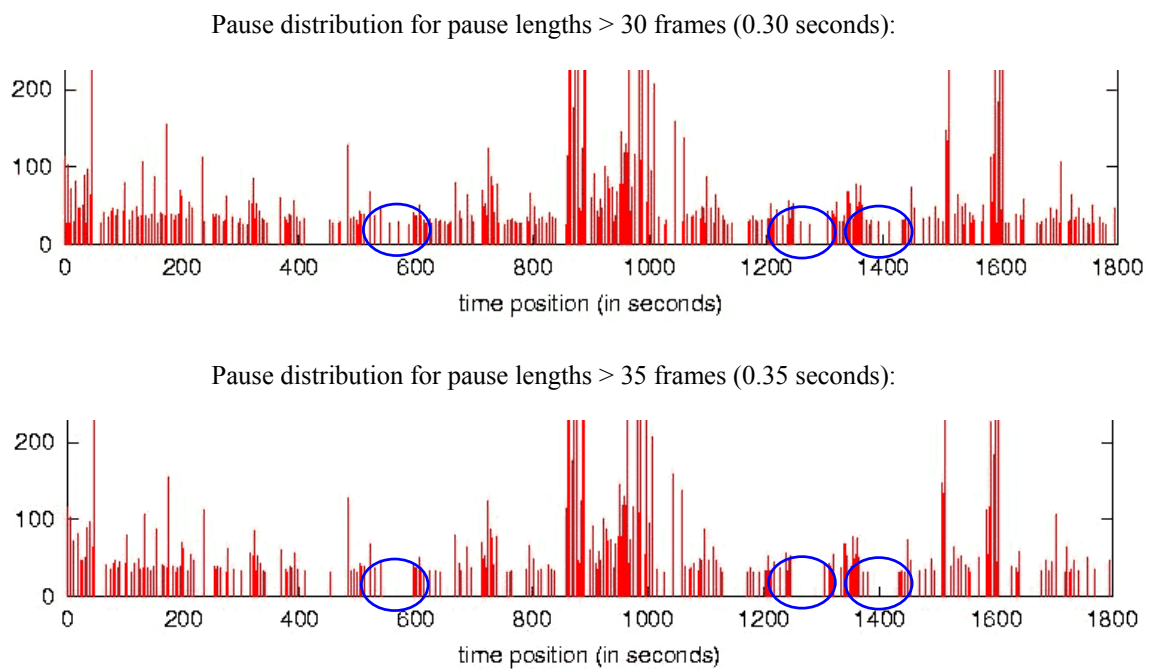 Pause distribution for pause lengths > 30 frames (0.30 seconds):
200
100
0
0 200 400 600 800 1000 1200 1400 1600 1800
time position (in seconds)
Pause distribution for pause lengths > 35 frames (0.35 seconds):
200
100
0
0 200 400 600 800 1000 1200 1400 1600 1800
time position (in seconds)